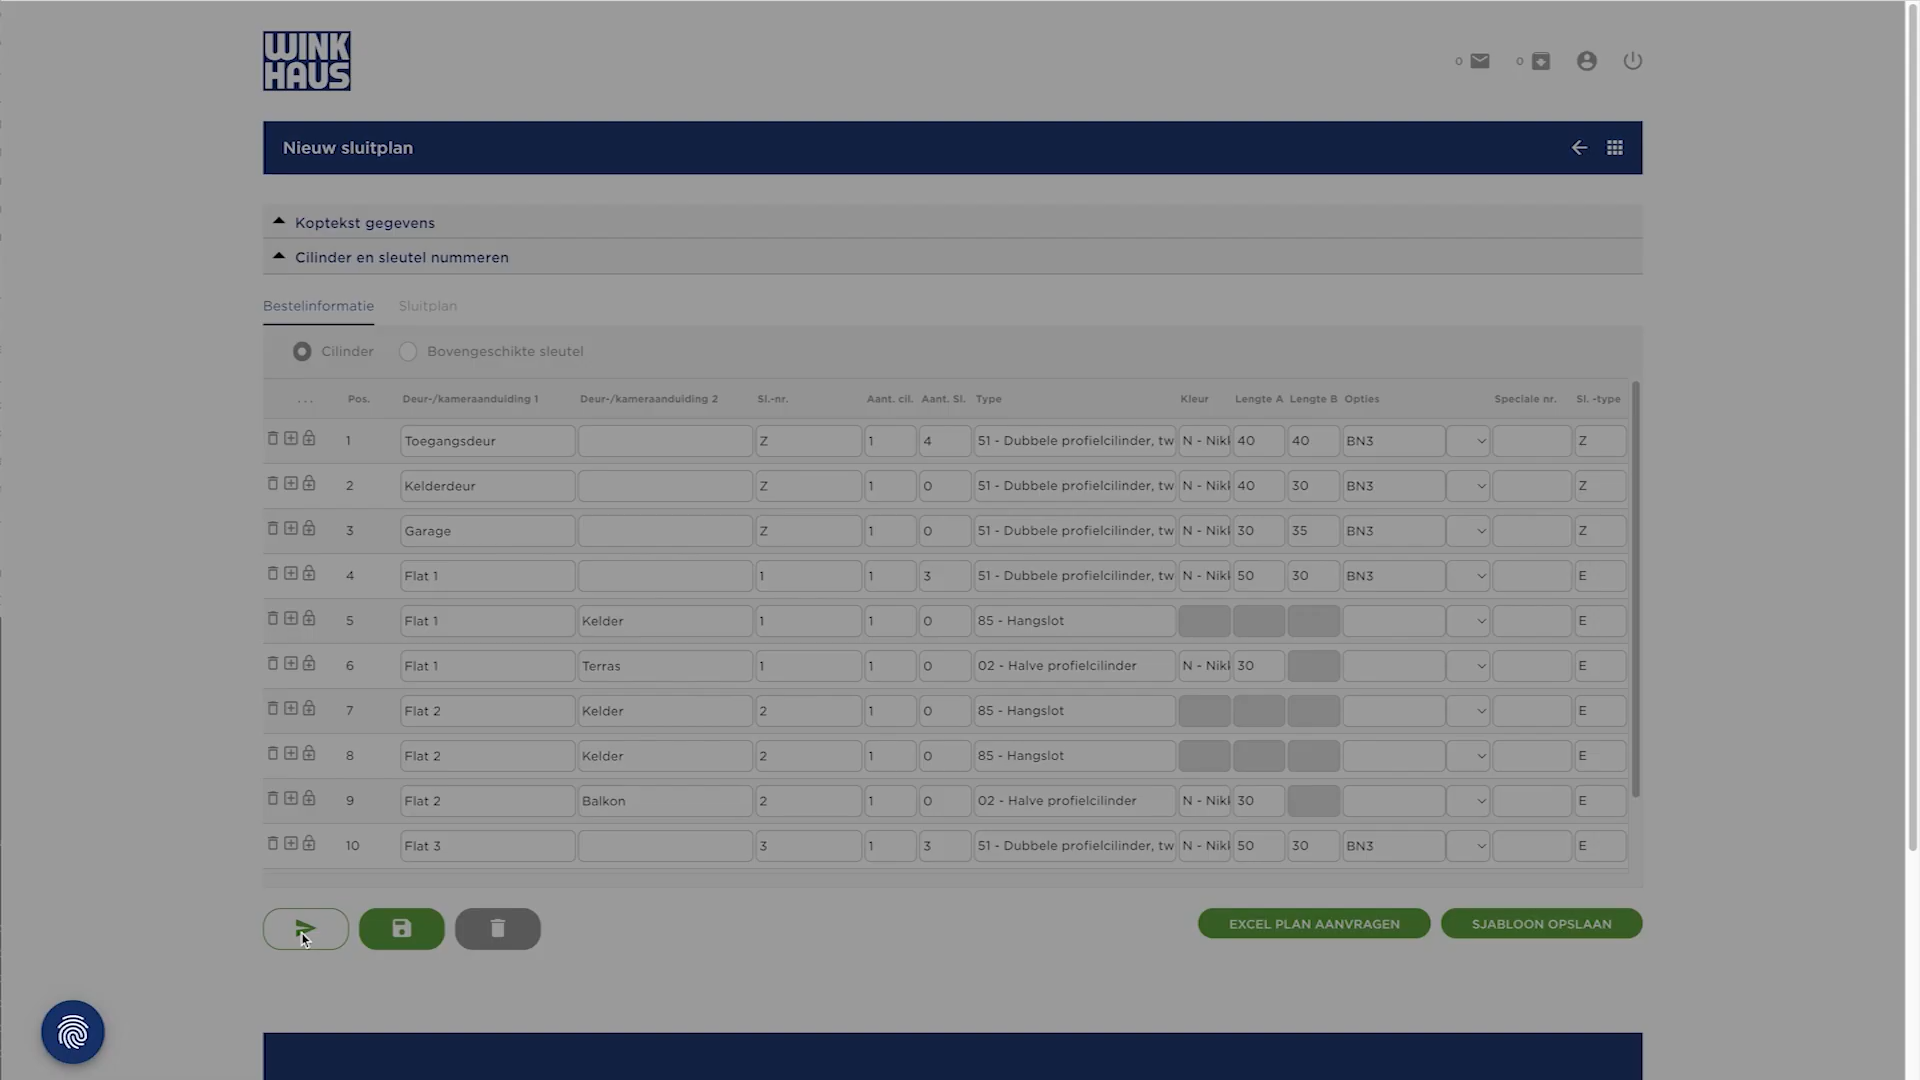 WINK
HAUS
0 0
Nieuw sluitplan
Koptekst gegevens
Cilinder en sleutel nummeren
Bestelinformatie Sluitplan
Cilinder Bovengeschikte sleutel
... Pos. Deur-/kameraanduiding 1 Deur-/kameraanduiding 2 Sl.-nr. Aant. cil. Aant. Sl. Type Kleur Lengte A Lengte B Opties Speciale nr. Sl. -type
1 Toegangsdeur Z 1 4 51 - Dubbele profielcilinder, tw N - Nikl 40 40 BN3 Z
2 Kelderdeur Z 1 0 51 - Dubbele profielcilinder, tw N - Nikl 40 30 BN3 Z
3 Garage Z 1 0 51 - Dubbele profielcilinder, tw N - Nikl 30 35 BN3 Z
4 Flat 1 1 1 3 51 - Dubbele profielcilinder, tw N - Nikl 50 30 BN3 E
5 Flat 1 Kelder 1 1 0 85 - Hangslot E
6 Flat 1 Terras 1 1 0 02 - Halve profielcilinder N - Nikl 30 E
7 Flat 2 Kelder 2 1 0 85 - Hangslot E
8 Flat 2 Kelder 2 1 0 85 - Hangslot E
9 Flat 2 Balkon 2 1 0 02 - Halve profielcilinder N - Nikl 30 E
10 Flat 3 3 1 3 51 - Dubbele profielcilinder, tw N - Nikl 50 30 BN3 E
EXCEL PLAN AANVRAGEN SJABLOON OPSLAAN